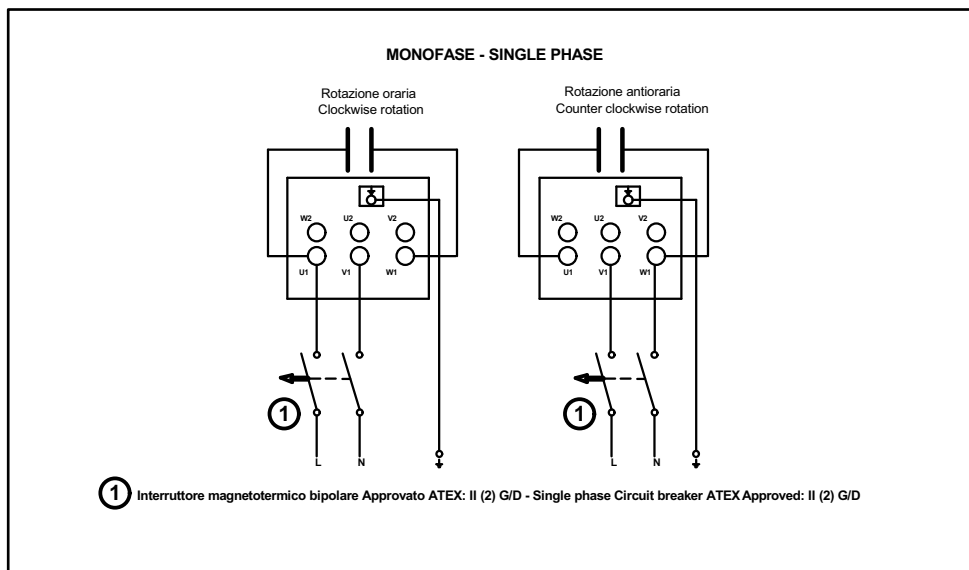 MONOFASE - SINGLE PHASE
Rotazione oraria
Clockwise rotation
Rotazione antioraria
Counter clockwise rotation
W2 U2 V2
U1 V1 W1
W2 U2 V2
U1 V1 W1
1
1
L N
L N
1 Interruttore magnetotermico bipolare Approvato ATEX: II (2) G/D - Single phase Circuit breaker ATEX Approved: II (2) G/D